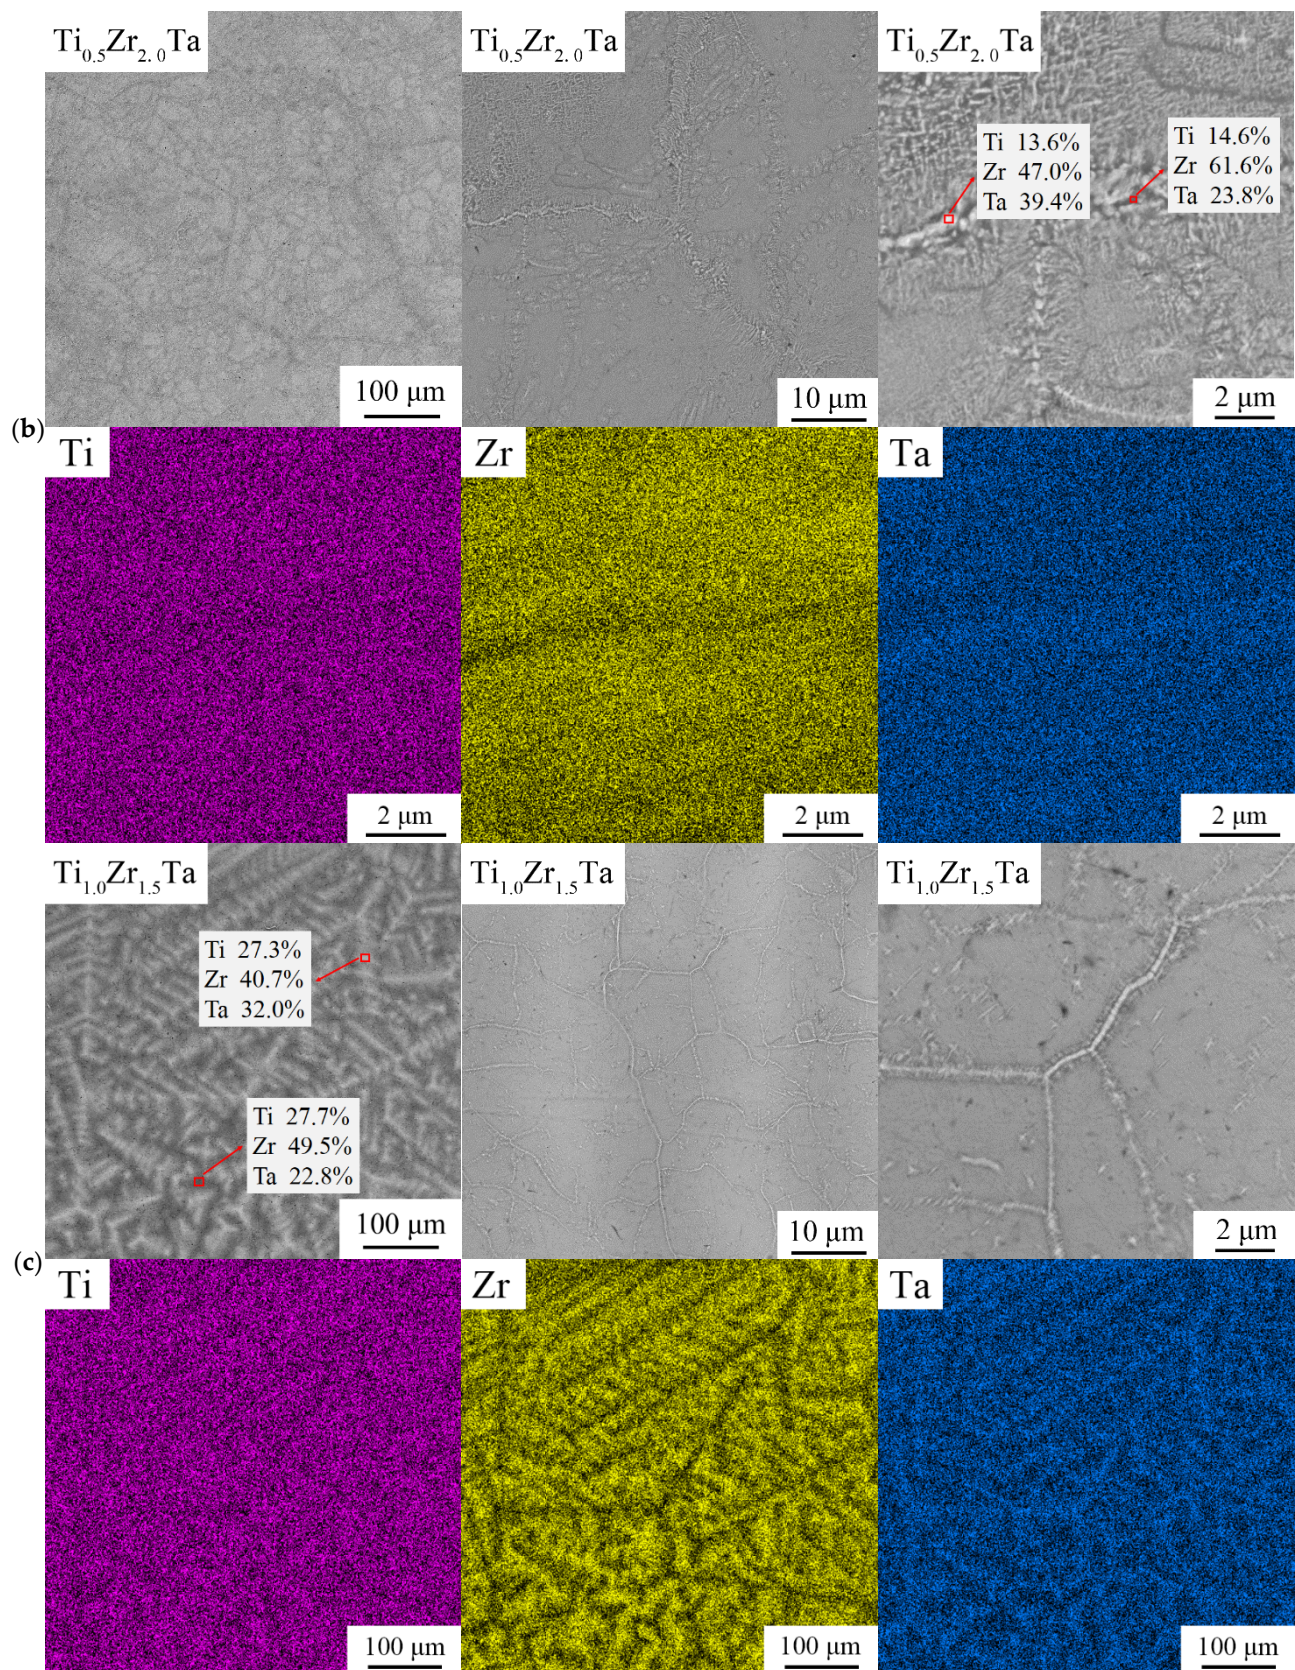 Ti0.5Zr2.0Ta
Ti0.5Zr2.0Ta
Ti0.5Zr2.0Ta
Ti 13.6%
Zr 47.0%
Ta 39.4%
Ti 14.6%
Zr 61.6%
Ta 23.8%
100 μm
10 μm
2 μm
(b)
Ti
Zr
Ta
2 μm
2 μm
2 μm
Ti1.0Zr1.5Ta
Ti1.0Zr1.5Ta
Ti1.0Zr1.5Ta
Ti 27.3%
Zr 40.7%
Ta 32.0%
Ti 27.7%
Zr 49.5%
Ta 22.8%
100 μm
10 μm
2 μm
(c)
Ti
Zr
Ta
100 μm
100 μm
100 μm